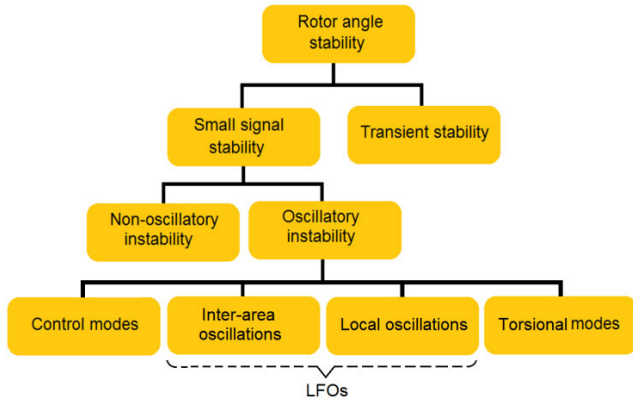 Rotor angle
stability
Small signal
stability
Transient stability
Non-oscillatory
instability
Oscillatory
instability
Control modes
Inter-area
oscillations
Local oscillations
Torsional modes
LFOs